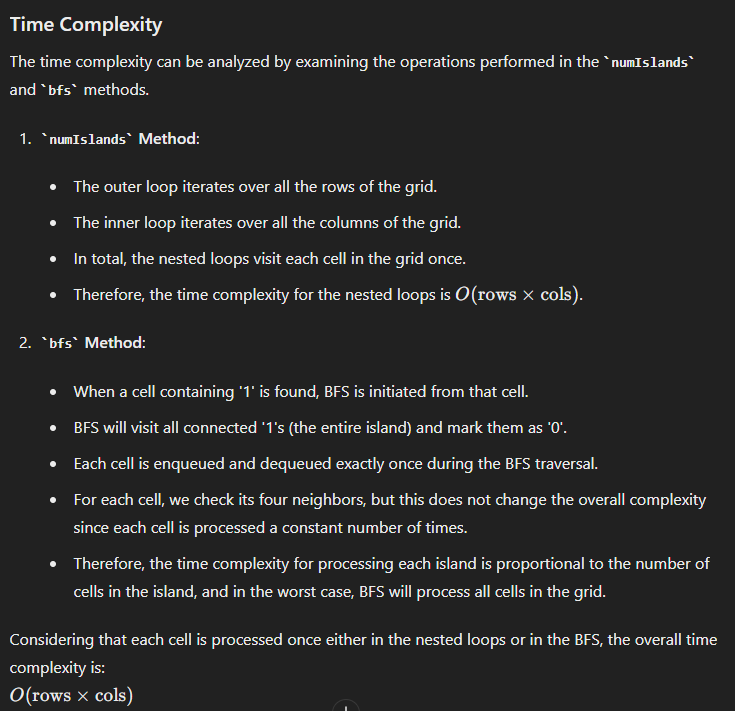 Time Complexity
The time complexity can be analyzed by examining the operations performed in the `numIslands`
and `bfs` methods.
1. `numIslands` Method:
• The outer loop iterates over all the rows of the grid.
• The inner loop iterates over all the columns of the grid.
• In total, the nested loops visit each cell in the grid once.
• Therefore, the time complexity for the nested loops is O(rows × cols).
2. `bfs` Method:
• When a cell containing '1' is found, BFS is initiated from that cell.
• BFS will visit all connected '1's (the entire island) and mark them as '0'.
• Each cell is enqueued and dequeued exactly once during the BFS traversal.
• For each cell, we check its four neighbors, but this does not change the overall complexity
since each cell is processed a constant number of times.
• Therefore, the time complexity for processing each island is proportional to the number of
cells in the island, and in the worst case, BFS will process all cells in the grid.
Considering that each cell is processed once either in the nested loops or in the BFS, the overall time
complexity is:
O(rows × cols)